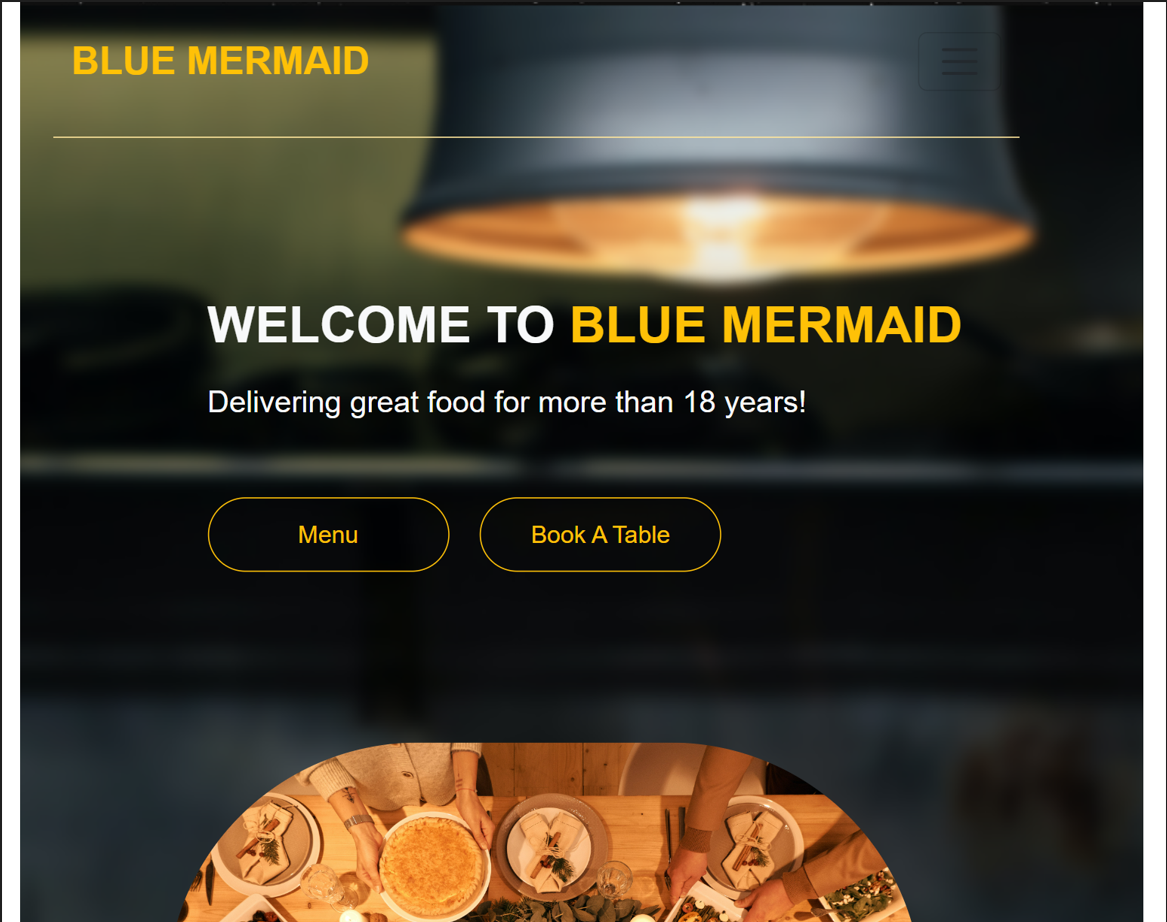 BLUE MERMAID
WELCOME TO BLUE MERMAID
Delivering great food for more than 18 years!
Menu
Book A Table